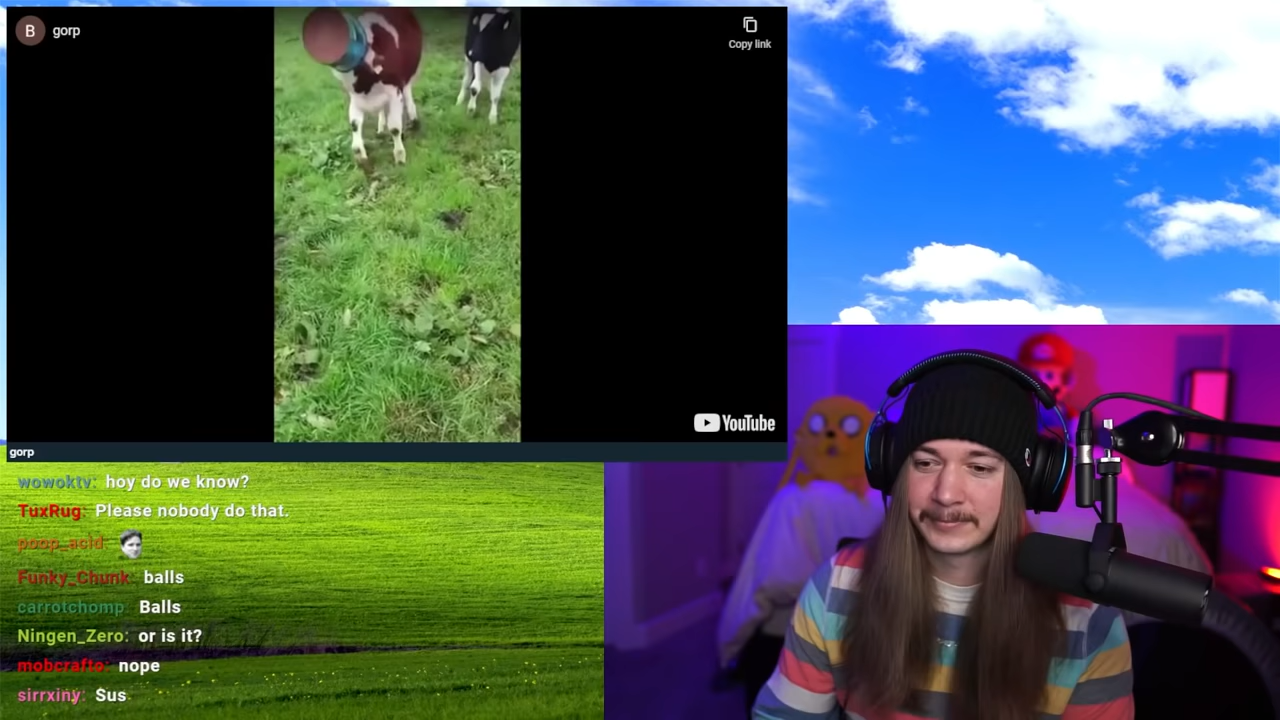 B
gorp
Copy link
YouTube
gorp
wowoktv: hoy do we know?
TuxRug: Please nobody do that.
poop_acid:
Funky_Chunk: balls
carrotchomp: Balls
Ningen_Zero: or is it?
mobcrafto: nope
sirrxiny: Sus